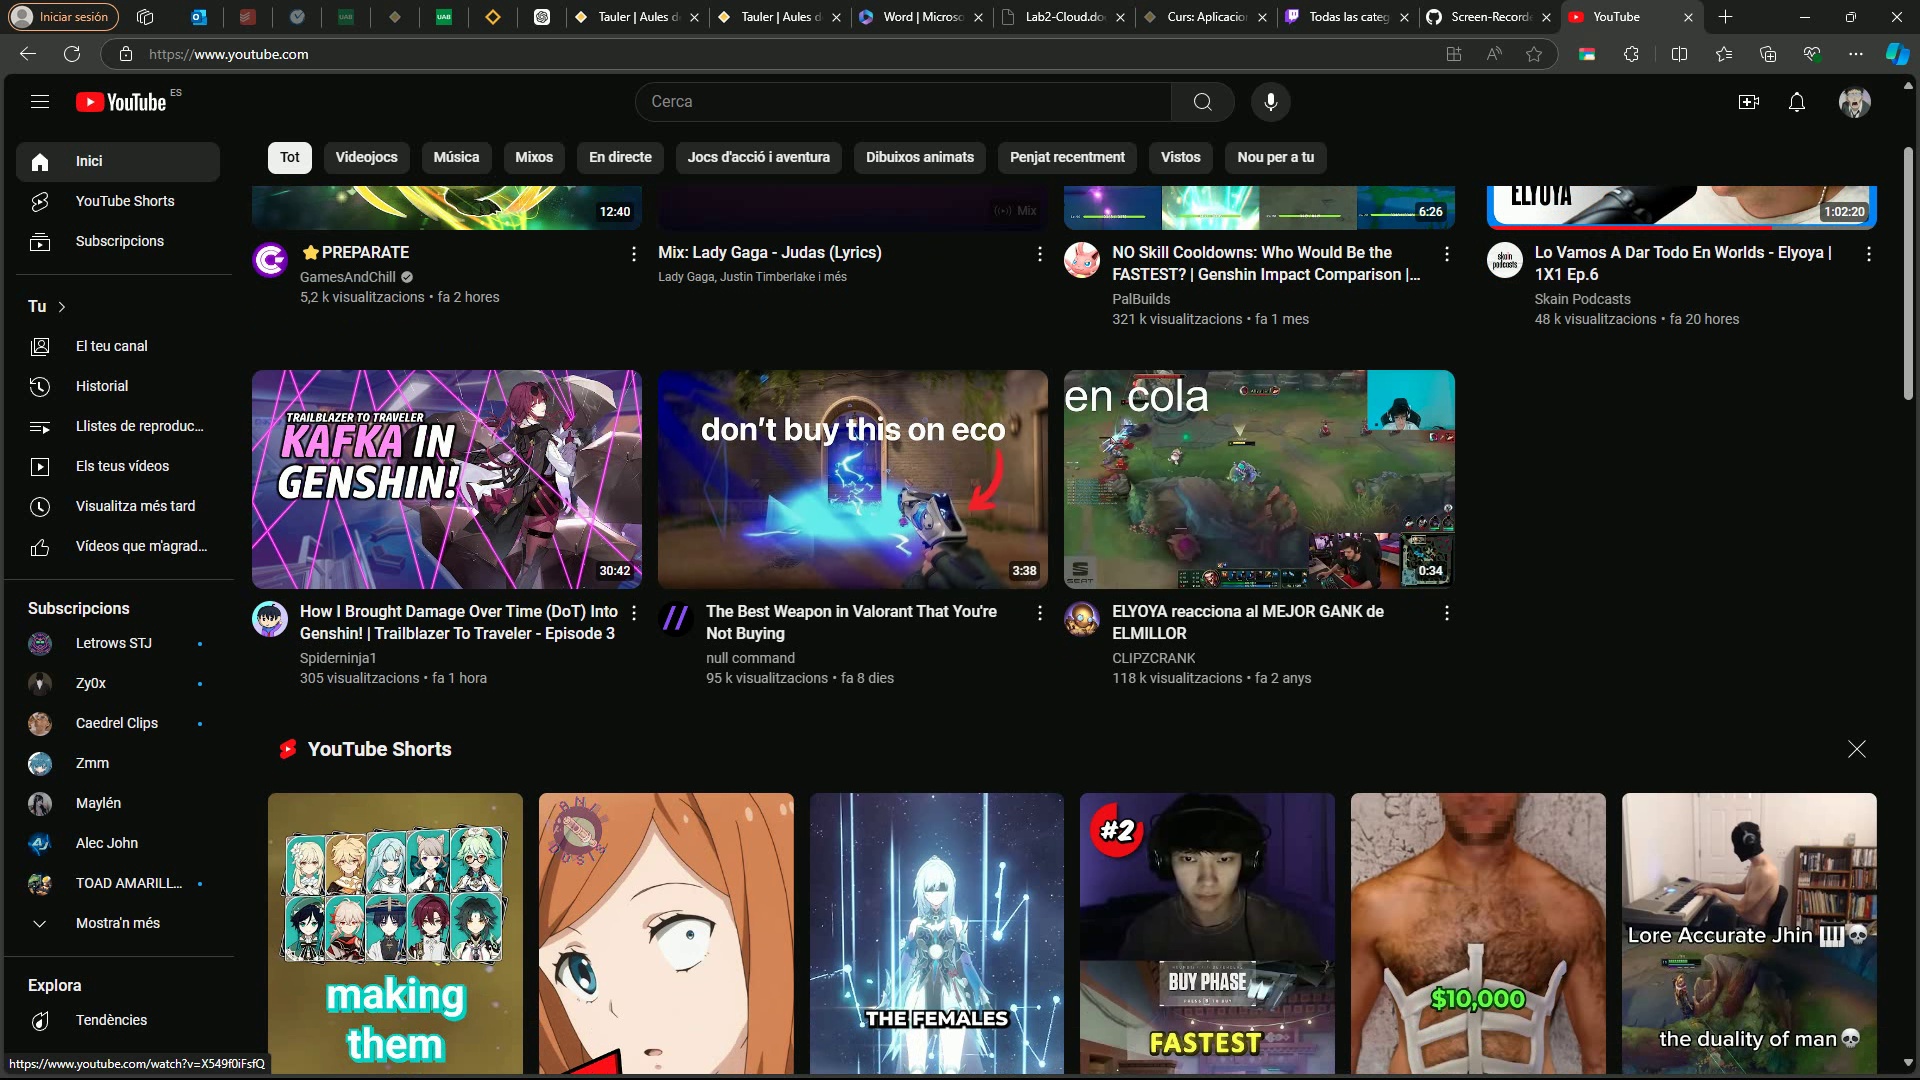 Iniciar sesión
UAB
UAB
Tauler | Aules d
Tauler | Aules d
Word | Microso
Lab2-Cloud.do
Curs: Aplicacion
Todas las categ
Screen-Recorde
YouTube
https://www.youtube.com
YouTube ES
Cerca
Tot
Videojocs
Música
Mixos
En directe
Jocs d'acció i aventura
Dibuixos animats
Penjat recentment
Vistos
Nou per a tu
Inici
YouTube Shorts
Subscripcions
Tu
El teu canal
Historial
Llistes de reproduc...
Els teus vídeos
Visualitza més tard
Vídeos que m'agrad...
Subscripcions
Letrows STJ
Zy0x
Caedrel Clips
Zmm
Maylén
Alec John
TOAD AMARILL...
Mostra'n més
Explora
Tendències
12:40
⭐PREPARATE
GamesAndChill
5,2 k visualitzacions • fa 2 hores
Mix
Mix: Lady Gaga - Judas (Lyrics)
Lady Gaga, Justin Timberlake i més
6:26
NO Skill Cooldowns: Who Would Be the
FASTEST? | Genshin Impact Comparison |...
PalBuilds
321 k visualitzacions • fa 1 mes
ELYOYA
1:02:20
skain
podcasts
Lo Vamos A Dar Todo En Worlds - Elyoya |
1X1 Ep.6
Skain Podcasts
48 k visualitzacions • fa 20 hores
TRAILBLAZER TO TRAVELER
KAFKA IN
GENSHIN!
30:42
How I Brought Damage Over Time (DoT) Into
Genshin! | Trailblazer To Traveler - Episode 3
Spiderninja1
305 visualitzacions • fa 1 hora
don't buy this on eco
3:38
The Best Weapon in Valorant That You're
Not Buying
null command
95 k visualitzacions • fa 8 dies
en cola
SEAT
0:34
ELYOYA reacciona al MEJOR GANK de
ELMILLOR
CLIPZCRANK
118 k visualitzacions • fa 2 anys
YouTube Shorts
making
them
THE FEMALES
#2
BUY PHASE
FASTEST
$10,000
Lore Accurate Jhin 🎹💀
the duality of man💀
https://www.youtube.com/watch?v=X549f0iFsfQ